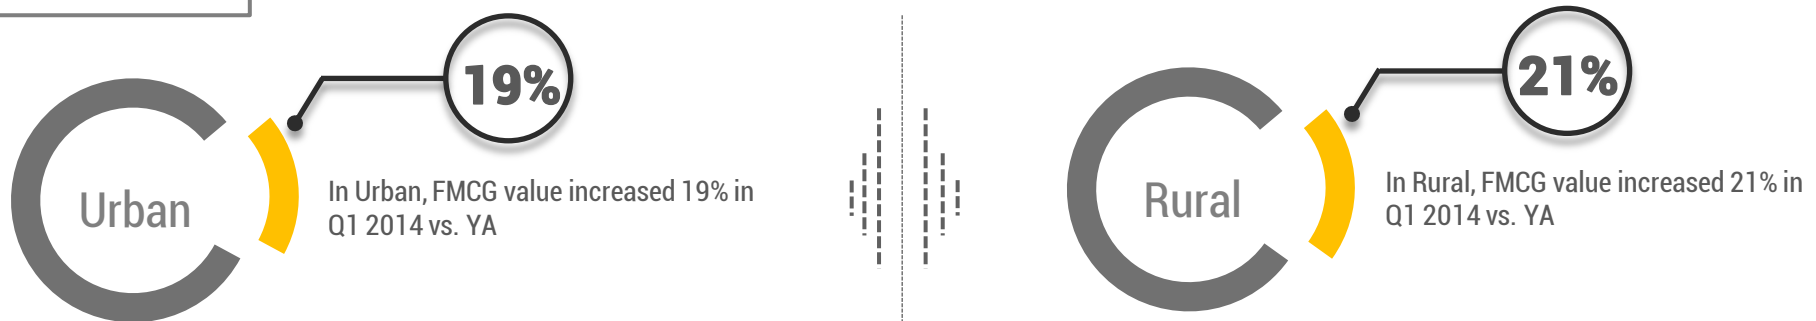 19%
Urban
In Urban, FMCG value increased 19% in
Q1 2014 vs. YA
21%
Rural
In Rural, FMCG value increased 21% in
Q1 2014 vs. YA